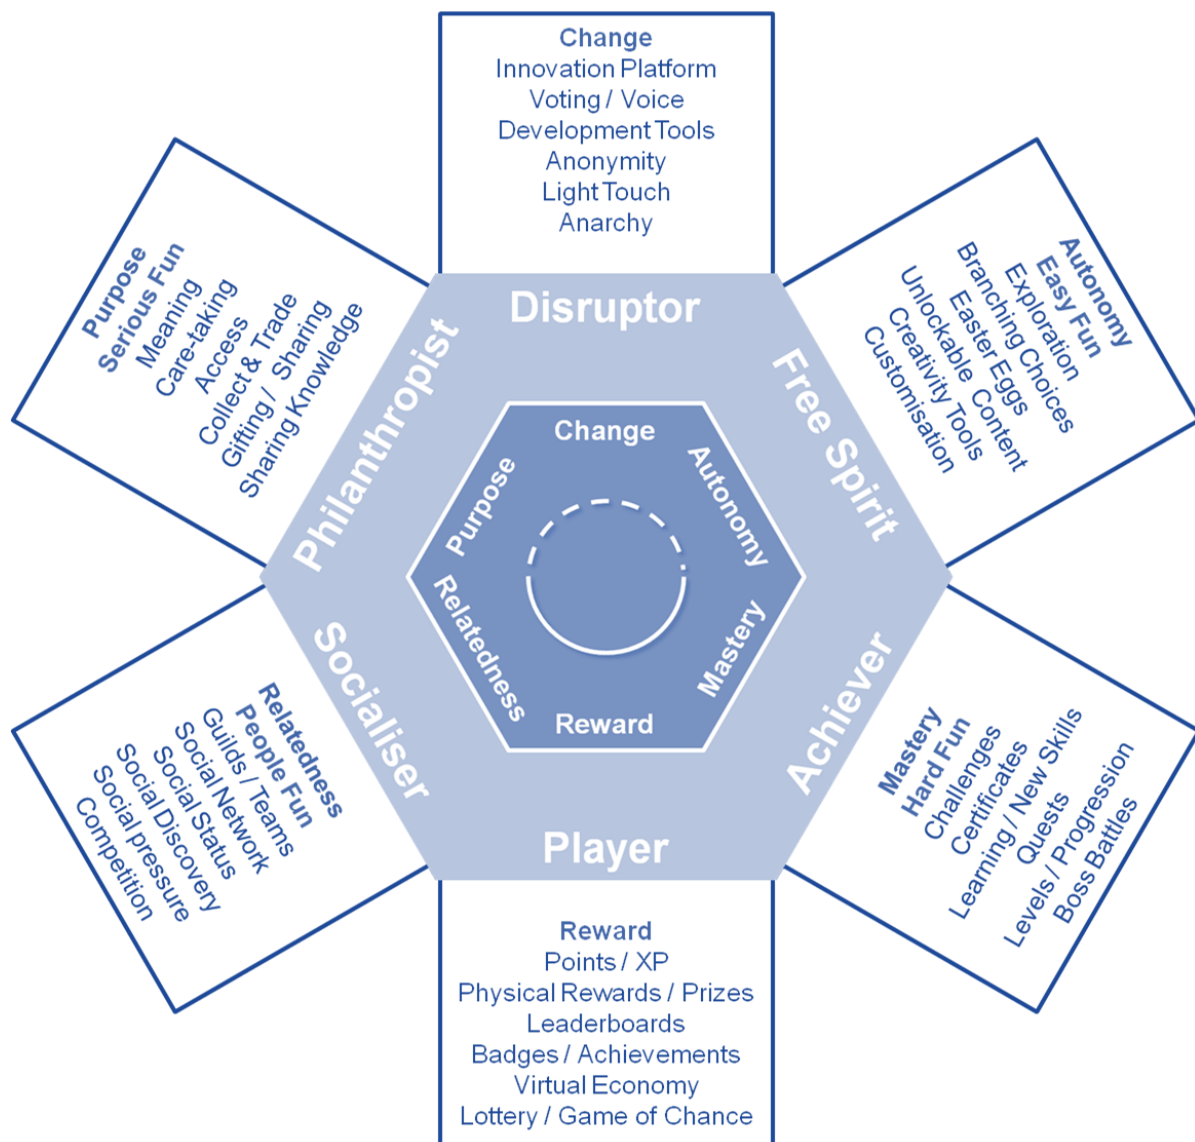 Change
Innovation Platform
Voting / Voice
Development Tools
Anonymity
Light Touch
Anarchy
Purpose
Serious Fun
Meaning
Care-taking
Access
Collect & Trade
Gifting / Sharing
Sharing Knowledge
Autonomy
Easy Fun
Exploration
Branching Choices
Easter Eggs
Unlockable Content
Creativity Tools
Customisation
Disruptor
Philanthropist
Free Spirit
Change
Purpose
Autonomy
Relatedness
Mastery
Reward
Socialiser
Achiever
Player
Relatedness
People Fun
Guilds / Teams
Social Network
Social Status
Social Discovery
Social pressure
Competition
Mastery
Hard Fun
Challenges
Certificates
Learning / New Skills
Quests
Levels / Progression
Boss Battles
Reward
Points / XP
Physical Rewards / Prizes
Leaderboards
Badges / Achievements
Virtual Economy
Lottery / Game of Chance